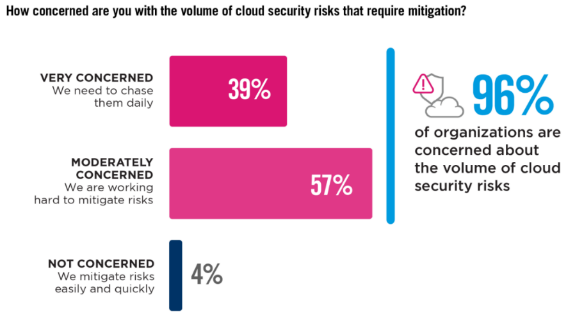 How concerned are you with the volume of cloud security risks that require mitigation?
VERY CONCERNED
We need to chase
them daily
39%
MODERATELY
CONCERNED
We are working
hard to mitigate risks
57%
NOT CONCERNED
We mitigate risks
easily and quickly
4%
96%
of organizations are
concerned about
the volume of cloud
security risks